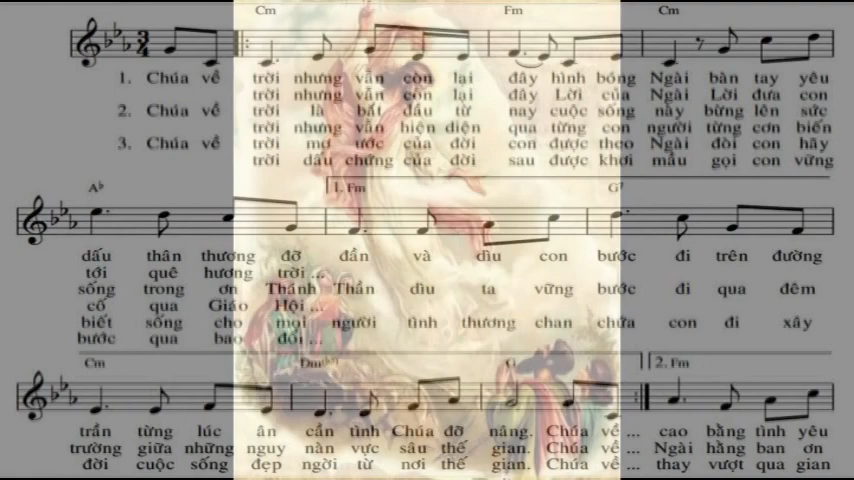 Cm Fm Cm
3
4
1. Chúa về trời nhưng vẫn còn lại đây hình bóng Ngài bàn tay yêu
trời nhưng vẫn còn lại đây Lời của Ngài Lời đưa con
2. Chúa về trời là bắt đầu từ nay cuộc sống này bừng lên sức
trời nhưng vẫn hiện diện qua từng con người từng cơn biến
3. Chúa về trời mơ ước của đời con được theo Ngài đòi con hãy
trời dấu chứng của đời sau được khơi mầu gọi con vững
A♭ 1. Fm G7
dấu thân thương đỡ đần và dìu con bước đi trên đường
tới quê hương trời ...
sống trong ơn Thánh Thần dìu ta vững bước đi qua đêm
cố qua Giáo Hội ...
biết sống cho mọi người tình thương chan chứa con đi xây
bước qua bao đổi ...
Cm G 2. Fm
trần từng lúc ân cần tình Chúa đỡ nâng. Chúa về ... cao bằng tình yêu
trường giữa những nguy nàn vực sâu thế gian. Chúa về ... Ngài hằng ban ơn
đời cuộc sống đẹp ngời từ nơi thế gian. Chúa về ... thay vượt qua gian